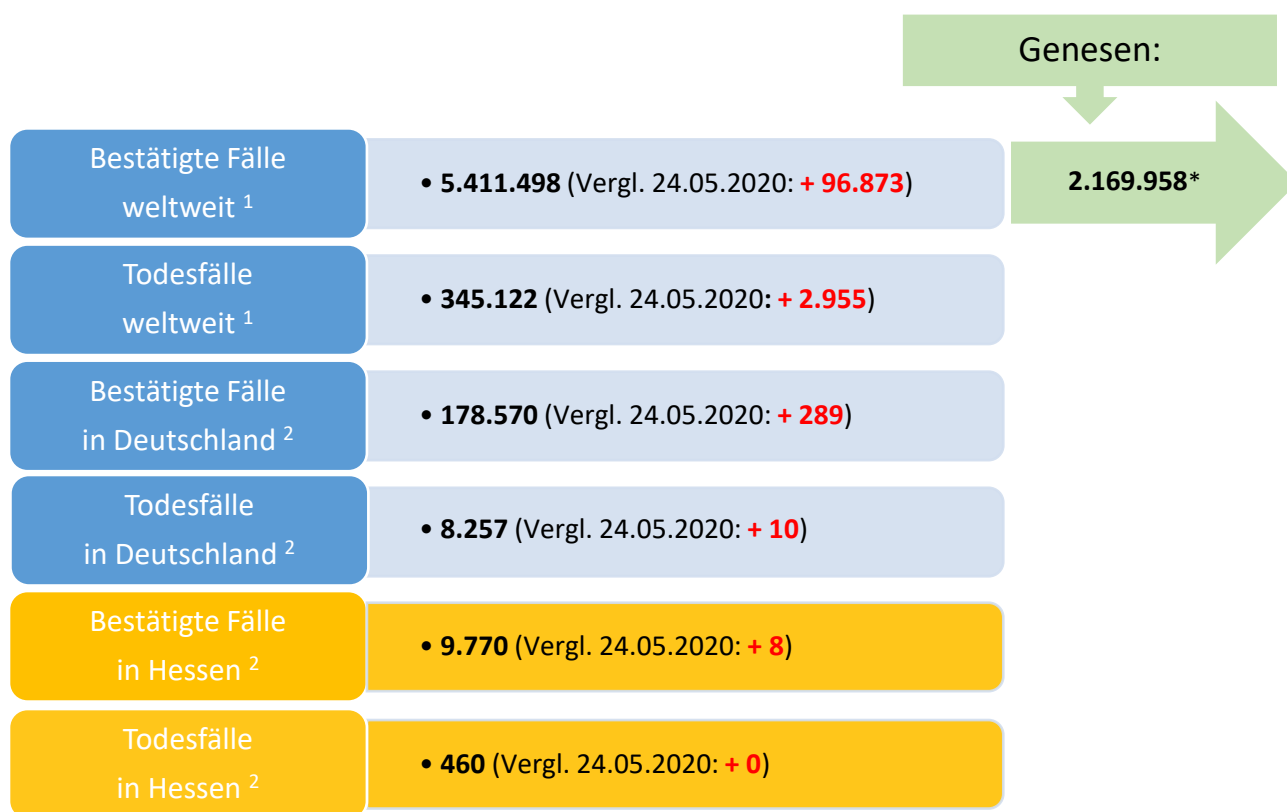 Genesen:
Bestätigte Fälle
weltweit ¹
• 5.411.498 (Vergl. 24.05.2020: + 96.873)
2.169.958*
Todesfälle
weltweit ¹
• 345.122 (Vergl. 24.05.2020: + 2.955)
Bestätigte Fälle
in Deutschland ²
• 178.570 (Vergl. 24.05.2020: + 289)
Todesfälle
in Deutschland ²
• 8.257 (Vergl. 24.05.2020: + 10)
Bestätigte Fälle
in Hessen ²
• 9.770 (Vergl. 24.05.2020: + 8)
Todesfälle
in Hessen ²
• 460 (Vergl. 24.05.2020: + 0)